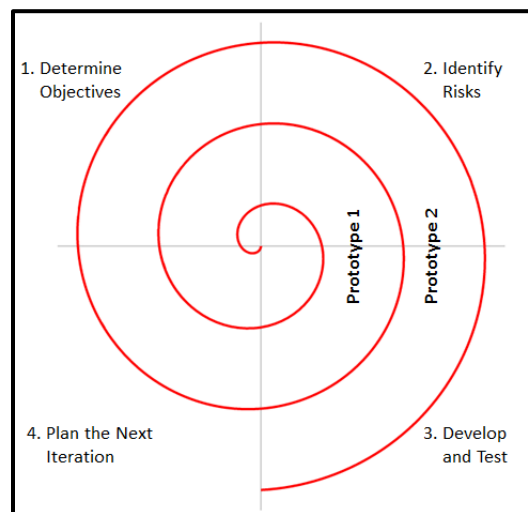 1. Determine
Objectives
2. Identify
Risks
Prototype 1
Prototype 2
4. Plan the Next
Iteration
3. Develop
and Test